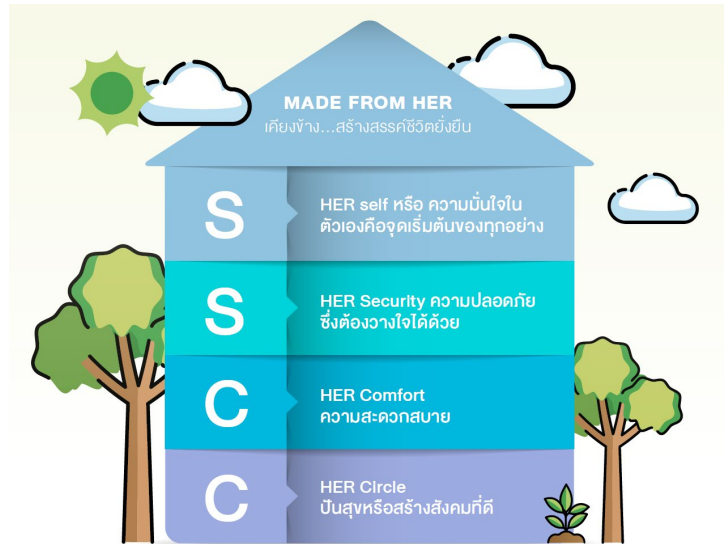 MADE FROM HER
เคียงข้าง...สร้างสรรค์ชีวิตยั่งยืน
S
HER self หรือ ความมั่นใจใน
ตัวเองคือจุดเริ่มต้นของทุกอย่าง
S
HER Security ความปลอดภัย
ซึ่งต้องวางใจได้ด้วย
C
HER Comfort
ความสะดวกสบาย
C
HER Circle
ปันสุขหรือสร้างสังคมที่ดี